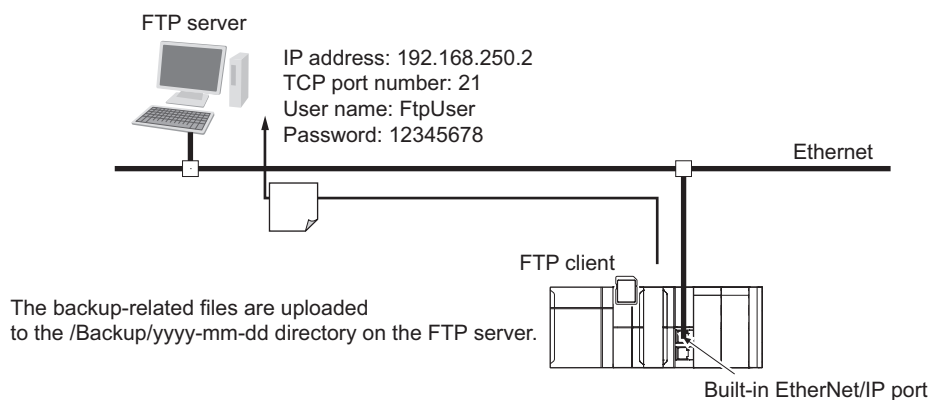 FTP server
IP address: 192.168.250.2
TCP port number: 21
User name: FtpUser
Password: 12345678
Ethernet
FTP client
The backup-related files are uploaded
to the /Backup/yyyy-mm-dd directory on the FTP server.
Built-in EtherNet/IP port